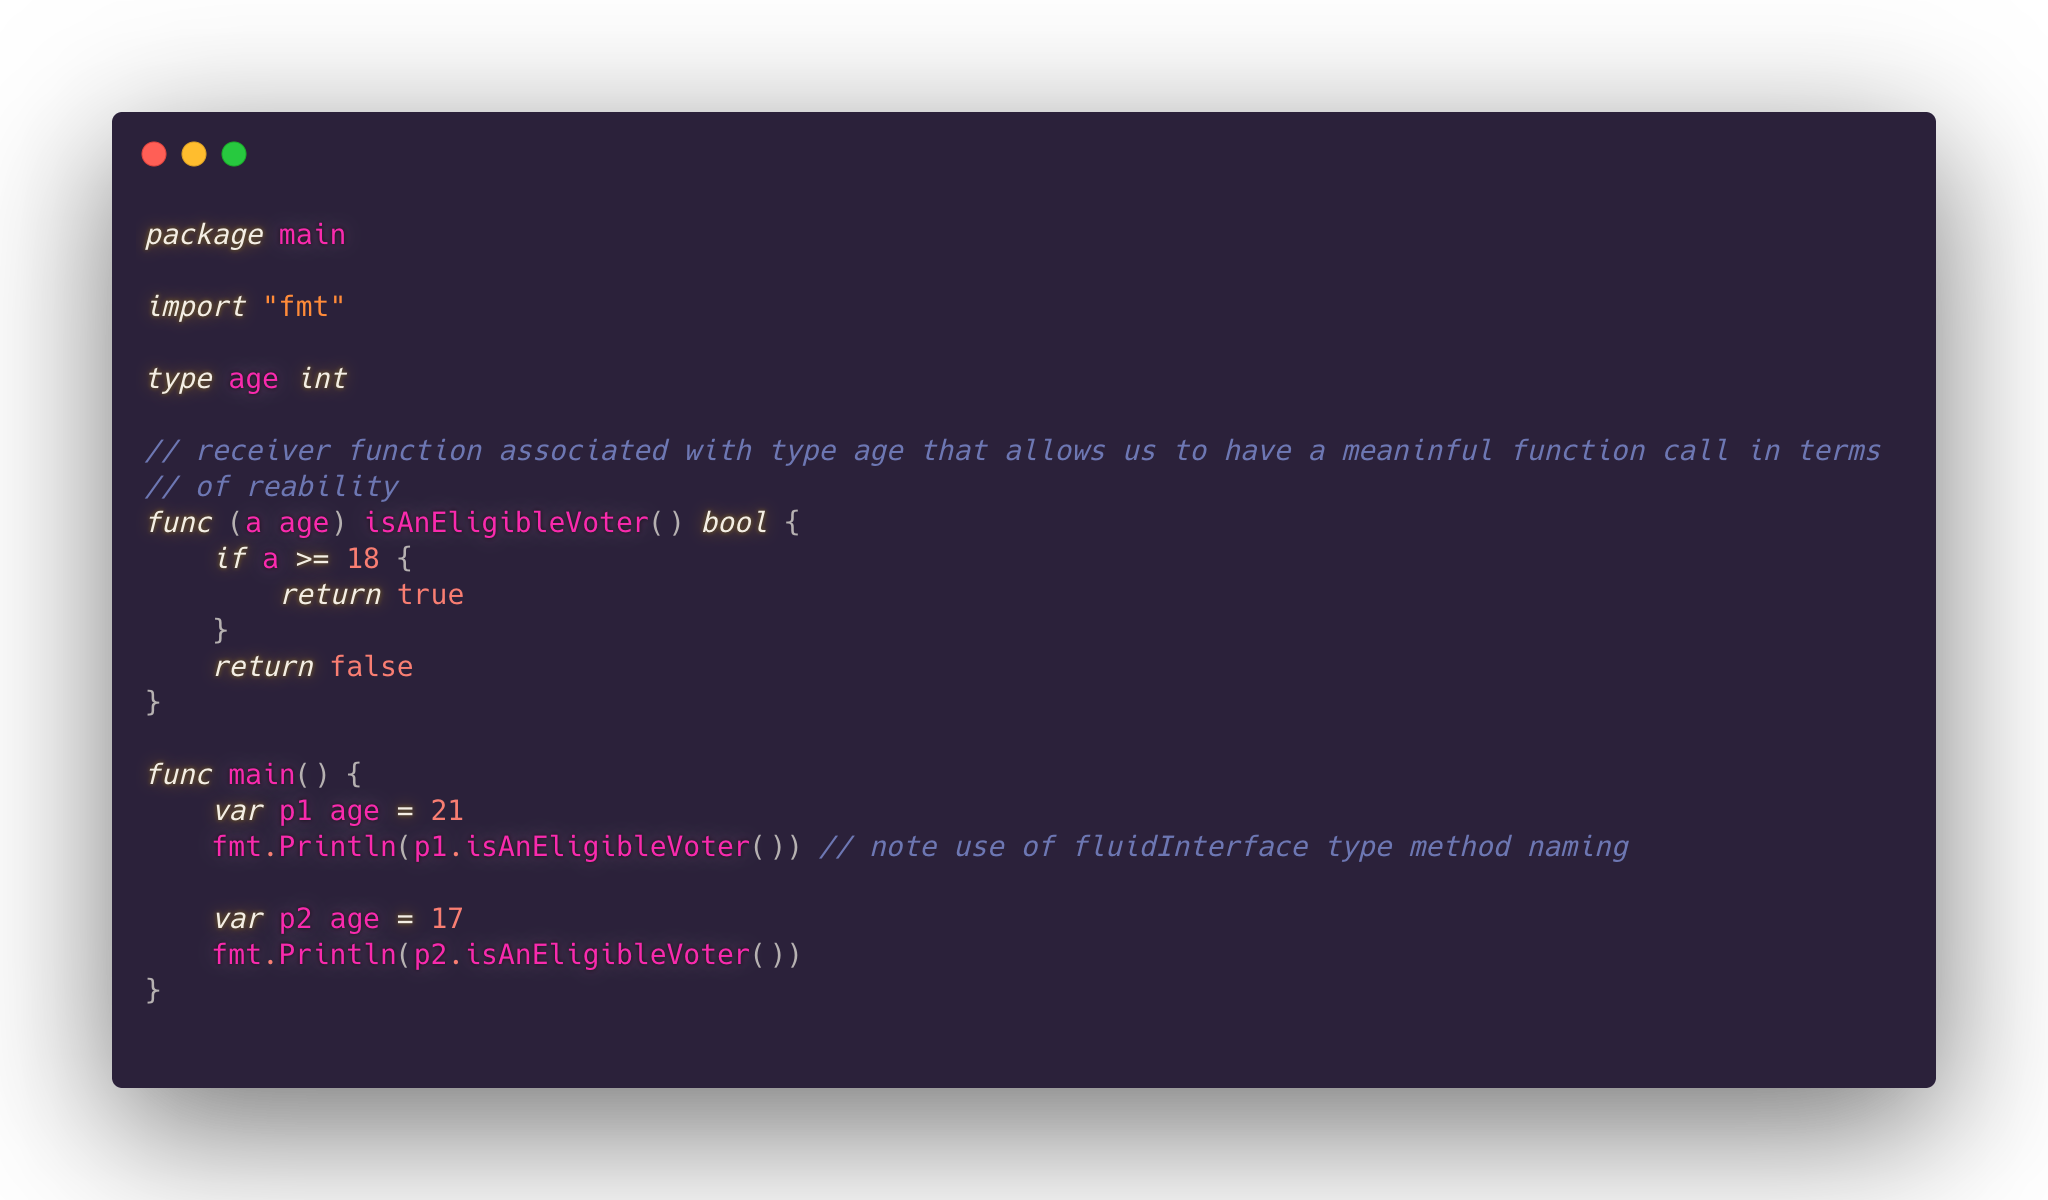 package main

import "fmt"

type age int

// receiver function associated with type age that allows us to have a meaninful function call in terms
// of reability
func (a age) isAnEligibleVoter() bool {
    if a >= 18 {
        return true
    }
    return false
}

func main() {
    var p1 age = 21
    fmt.Println(p1.isAnEligibleVoter()) // note use of fluidInterface type method naming

    var p2 age = 17
    fmt.Println(p2.isAnEligibleVoter())
}